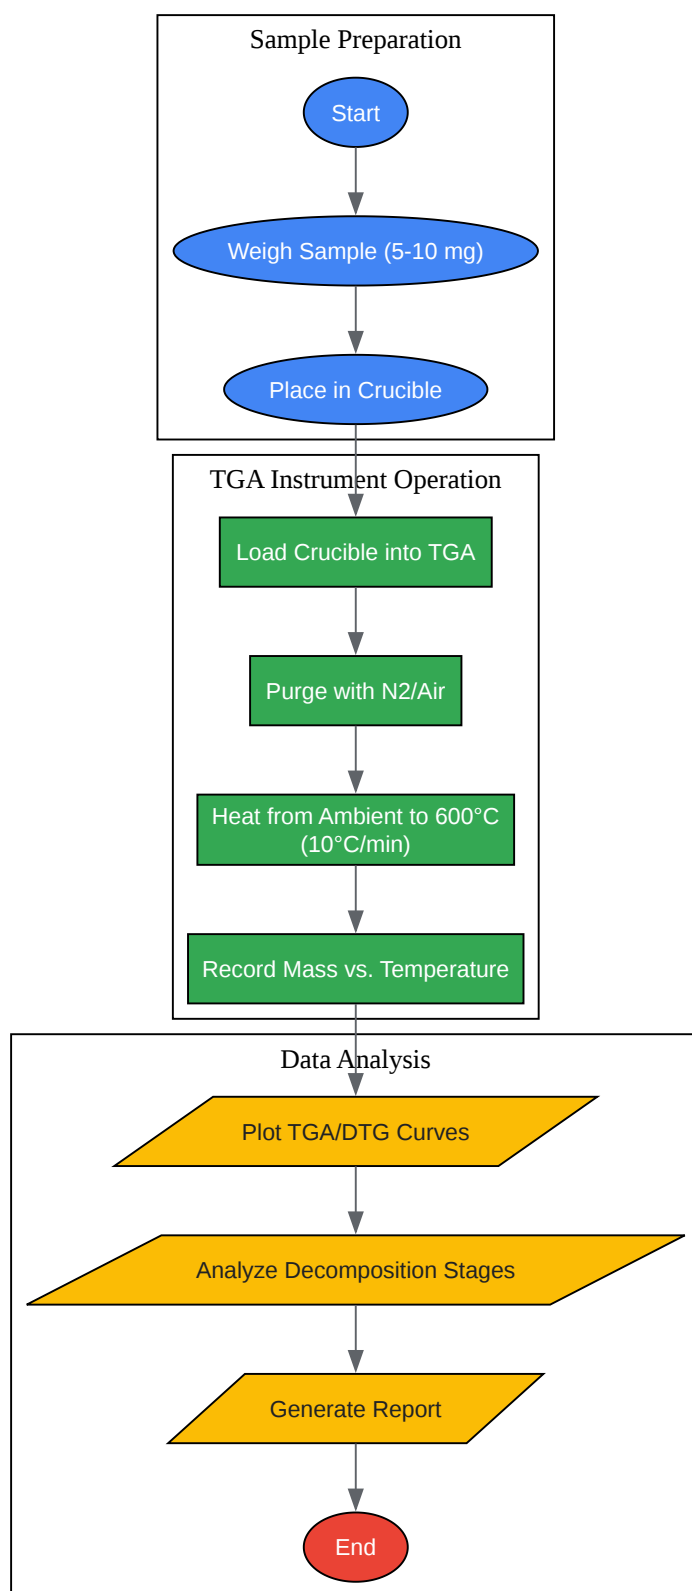 Sample Preparation
Start
Weigh Sample (5-10 mg)
Place in Crucible
TGA Instrument Operation
Load Crucible into TGA
Purge with N2/Air
Heat from Ambient to 600°C
(10°C/min)
Record Mass vs. Temperature
Data Analysis
Plot TGA/DTG Curves
Analyze Decomposition Stages
Generate Report
End